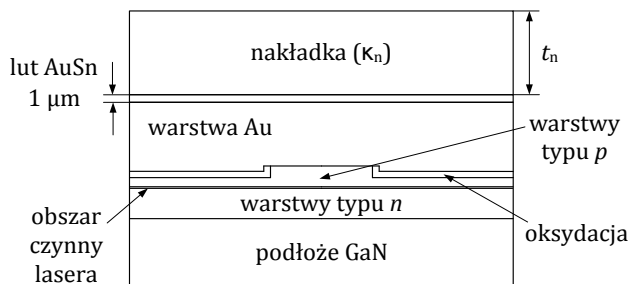 nakładka (κₙ)
tₙ
lut AuSn
1 µm
warstwa Au
warstwy
typu p
obszar
czynny
lasera
warstwy typu n
oksydacja
podłoże GaN